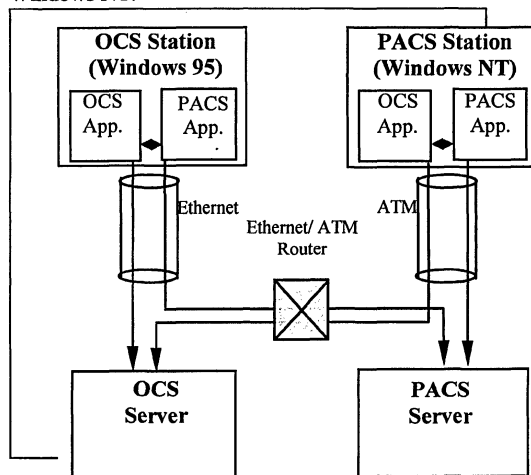 OCS Station
(Windows 95)
PACS Station
(Windows NT)
OCS
App.
PACS
App.
OCS
App.
PACS
App.
Ethernet
ATM
Ethernet/ ATM
Router
OCS
Server
PACS
Server